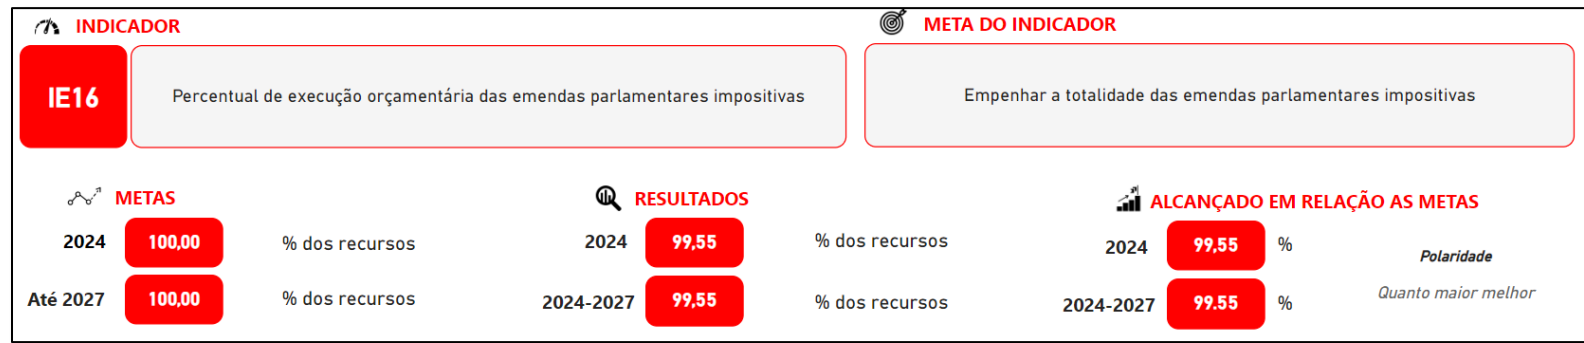 INDICADOR
META DO INDICADOR
IE16
Percentual de execução orçamentária das emendas parlamentares impositivas
Empenhar a totalidade das emendas parlamentares impositivas
METAS
2024 100,00 % dos recursos
Até 2027 100,00 % dos recursos
RESULTADOS
2024 99,55 % dos recursos
2024-2027 99,55 % dos recursos
ALCANÇADO EM RELAÇÃO AS METAS
2024 99,55 %
2024-2027 99.55 %
Polaridade
Quanto maior melhor